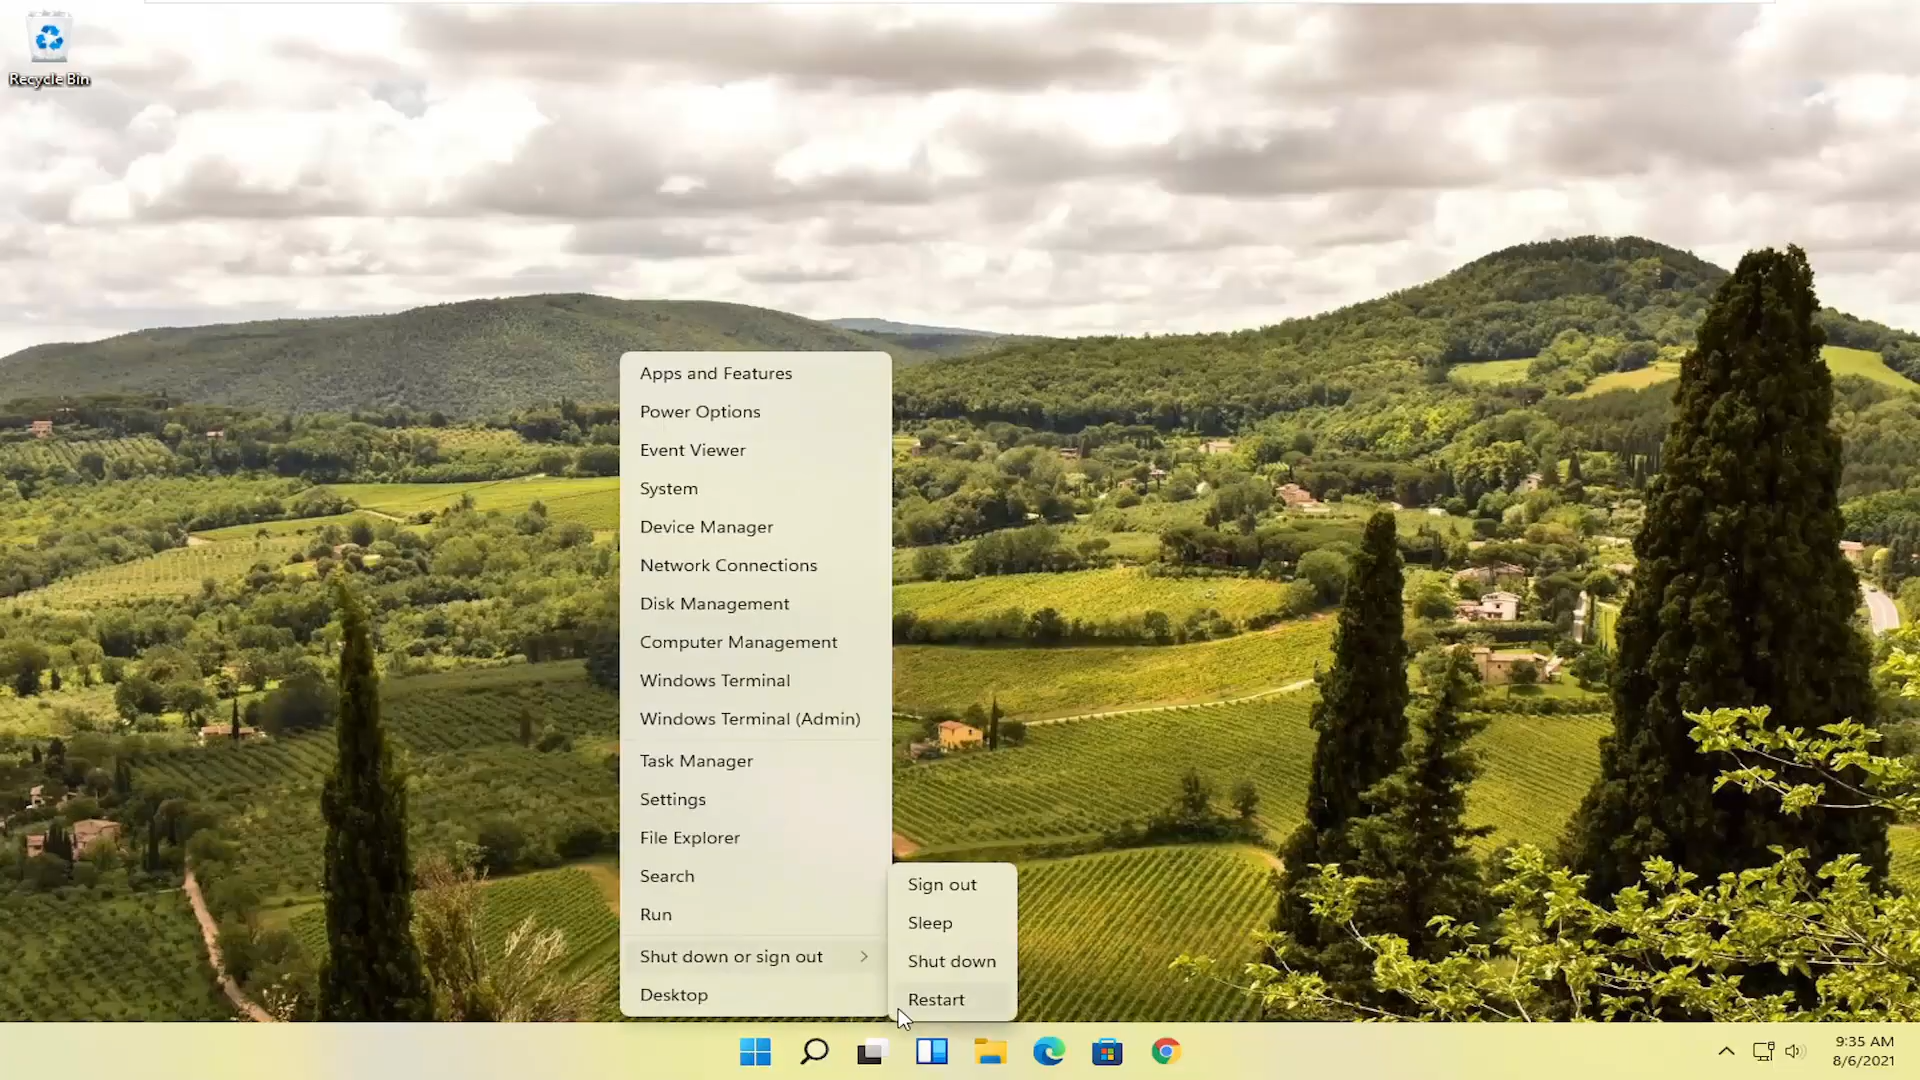 Recycle Bin
Apps and Features
Power Options
Event Viewer
System
Device Manager
Network Connections
Disk Management
Computer Management
Windows Terminal
Windows Terminal (Admin)
Task Manager
Settings
File Explorer
Search
Run
Shut down or sign out
Desktop
Sign out
Sleep
Shut down
Restart
9:35 AM
8/6/2021